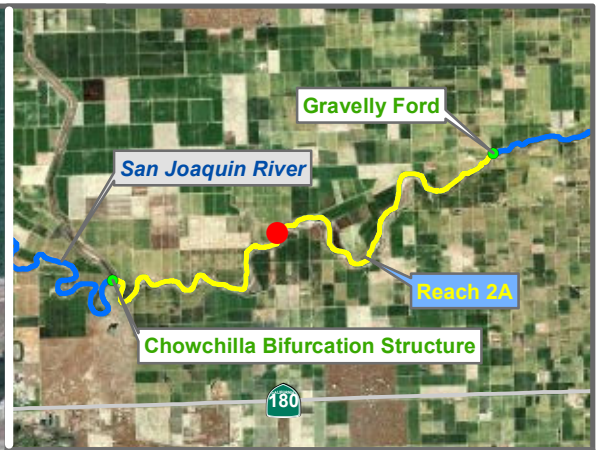 Gravelly Ford
San Joaquin River
Reach 2A
Chowchilla Bifurcation Structure
180